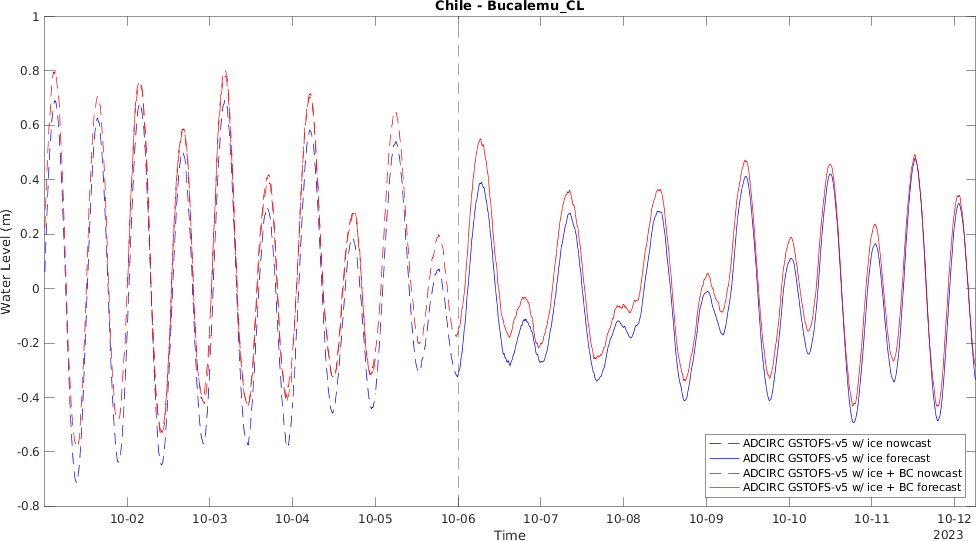 Chile - Bucalemu_CL
1
0.8
0.6
0.4
0.2
0
-0.2
-0.4
-0.6
-0.8
Water Level (m)
10-02 10-03 10-04 10-05 10-06 10-07 10-08 10-09 10-10 10-11 10-12
Time
2023
ADCIRC GSTOFS-v5 w/ ice nowcast
ADCIRC GSTOFS-v5 w/ ice forecast
ADCIRC GSTOFS-v5 w/ ice + BC nowcast
ADCIRC GSTOFS-v5 w/ ice + BC forecast